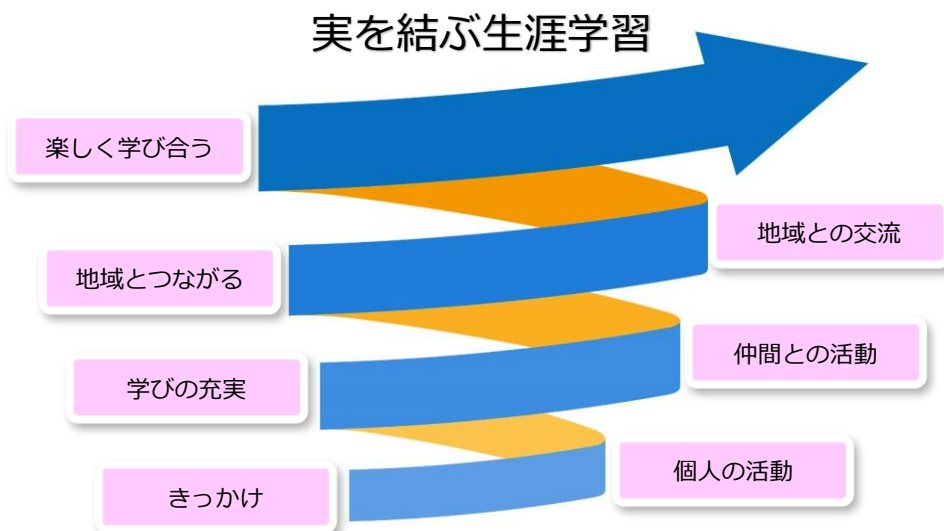 実を結ぶ生涯学習
楽しく学び合う
地域との交流
地域とつながる
仲間との活動
学びの充実
個人の活動
きっかけ